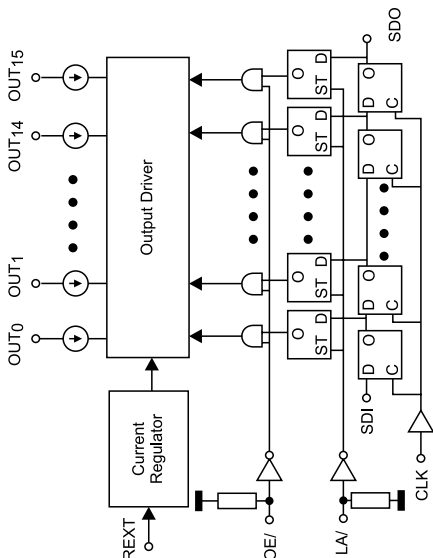 OUT0
OUT1
OUT14
OUT15
REXT
Current
Regulator
Output Driver
OE/
LA/
O
ST D
O
ST D
O
ST D
O
ST D
SDI
D O
C
D O
C
D O
C
D O
C
SDO
CLK